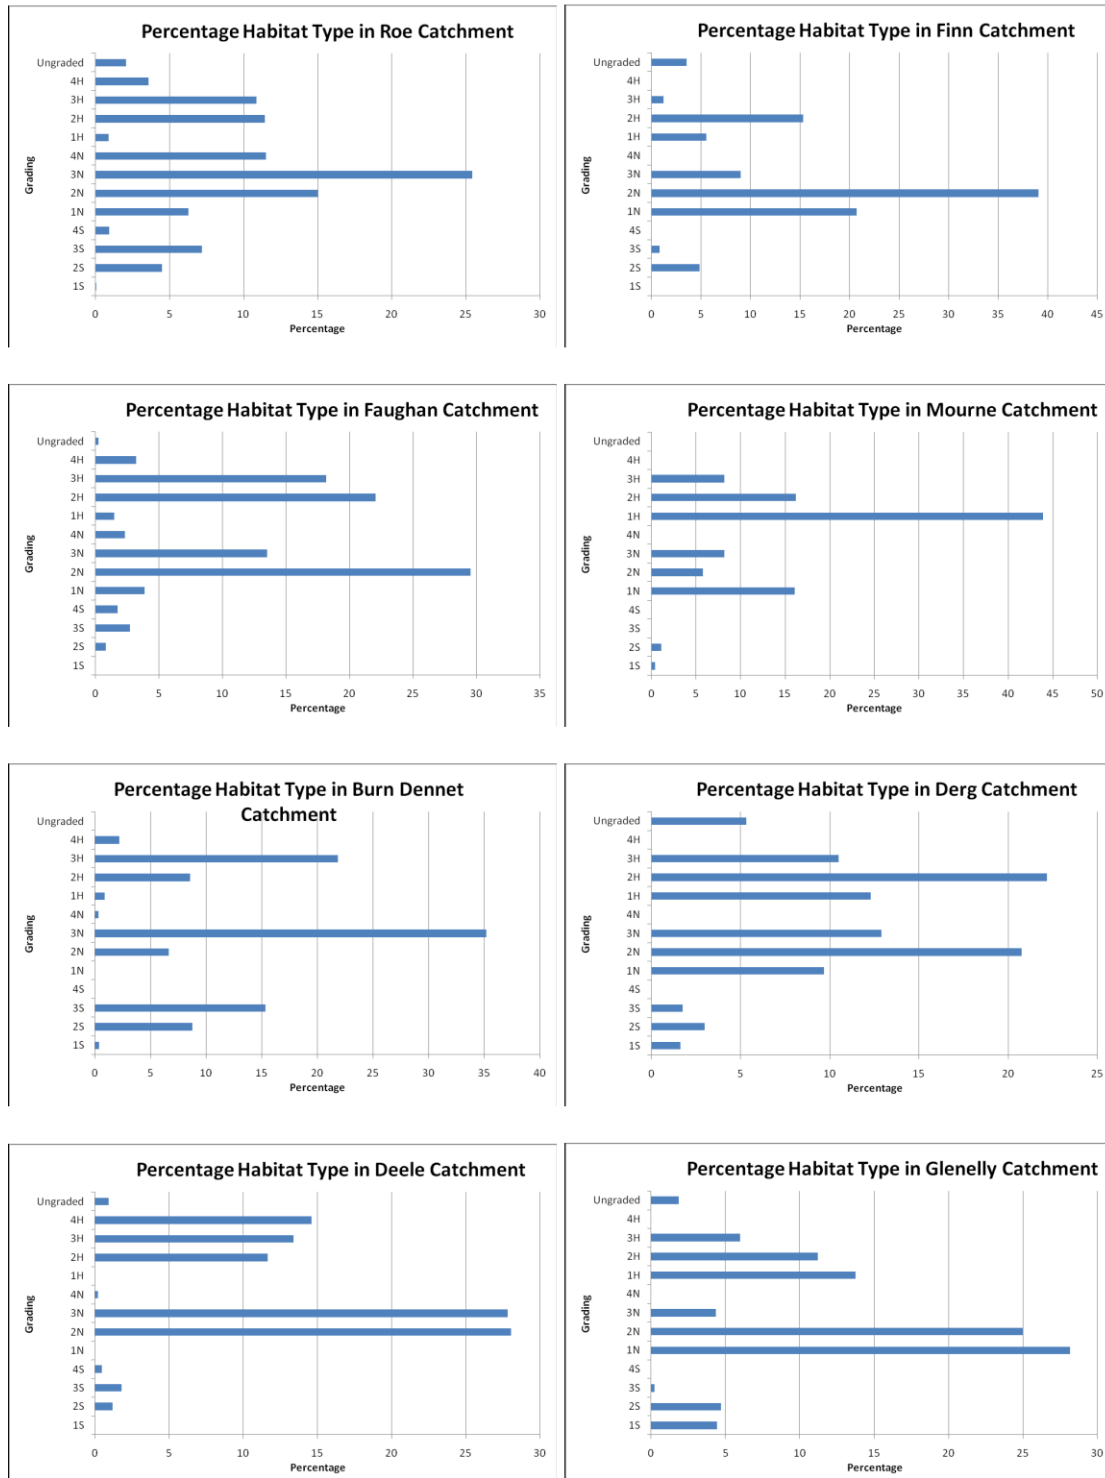 Percentage Habitat Type in Roe Catchment
Ungraded
4H
3H
2H
1H
4N
3N
2N
1N
4S
3S
2S
1S
Grading
0 5 10 15 20 25 30
Percentage
Percentage Habitat Type in Finn Catchment
Ungraded
4H
3H
2H
1H
4N
3N
2N
1N
4S
3S
2S
1S
Grading
0 5 10 15 20 25 30 35 40 45
Percentage
Percentage Habitat Type in Faughan Catchment
Ungraded
4H
3H
2H
1H
4N
3N
2N
1N
4S
3S
2S
1S
Grading
0 5 10 15 20 25 30 35
Percentage
Percentage Habitat Type in Mourne Catchment
Ungraded
4H
3H
2H
1H
4N
3N
2N
1N
4S
3S
2S
1S
Grading
0 5 10 15 20 25 30 35 40 45 50
Percentage
Percentage Habitat Type in Burn Dennet
Catchment
Ungraded
4H
3H
2H
1H
4N
3N
2N
1N
4S
3S
2S
1S
Grading
0 5 10 15 20 25 30 35 40
Percentage
Percentage Habitat Type in Derg Catchment
Ungraded
4H
3H
2H
1H
4N
3N
2N
1N
4S
3S
2S
1S
Grading
0 5 10 15 20 25
Percentage
Percentage Habitat Type in Deele Catchment
Ungraded
4H
3H
2H
1H
4N
3N
2N
1N
4S
3S
2S
1S
Grading
0 5 10 15 20 25 30
Percentage
Percentage Habitat Type in Glenelly Catchment
Ungraded
4H
3H
2H
1H
4N
3N
2N
1N
4S
3S
2S
1S
Grading
0 5 10 15 20 25 30
Percentage